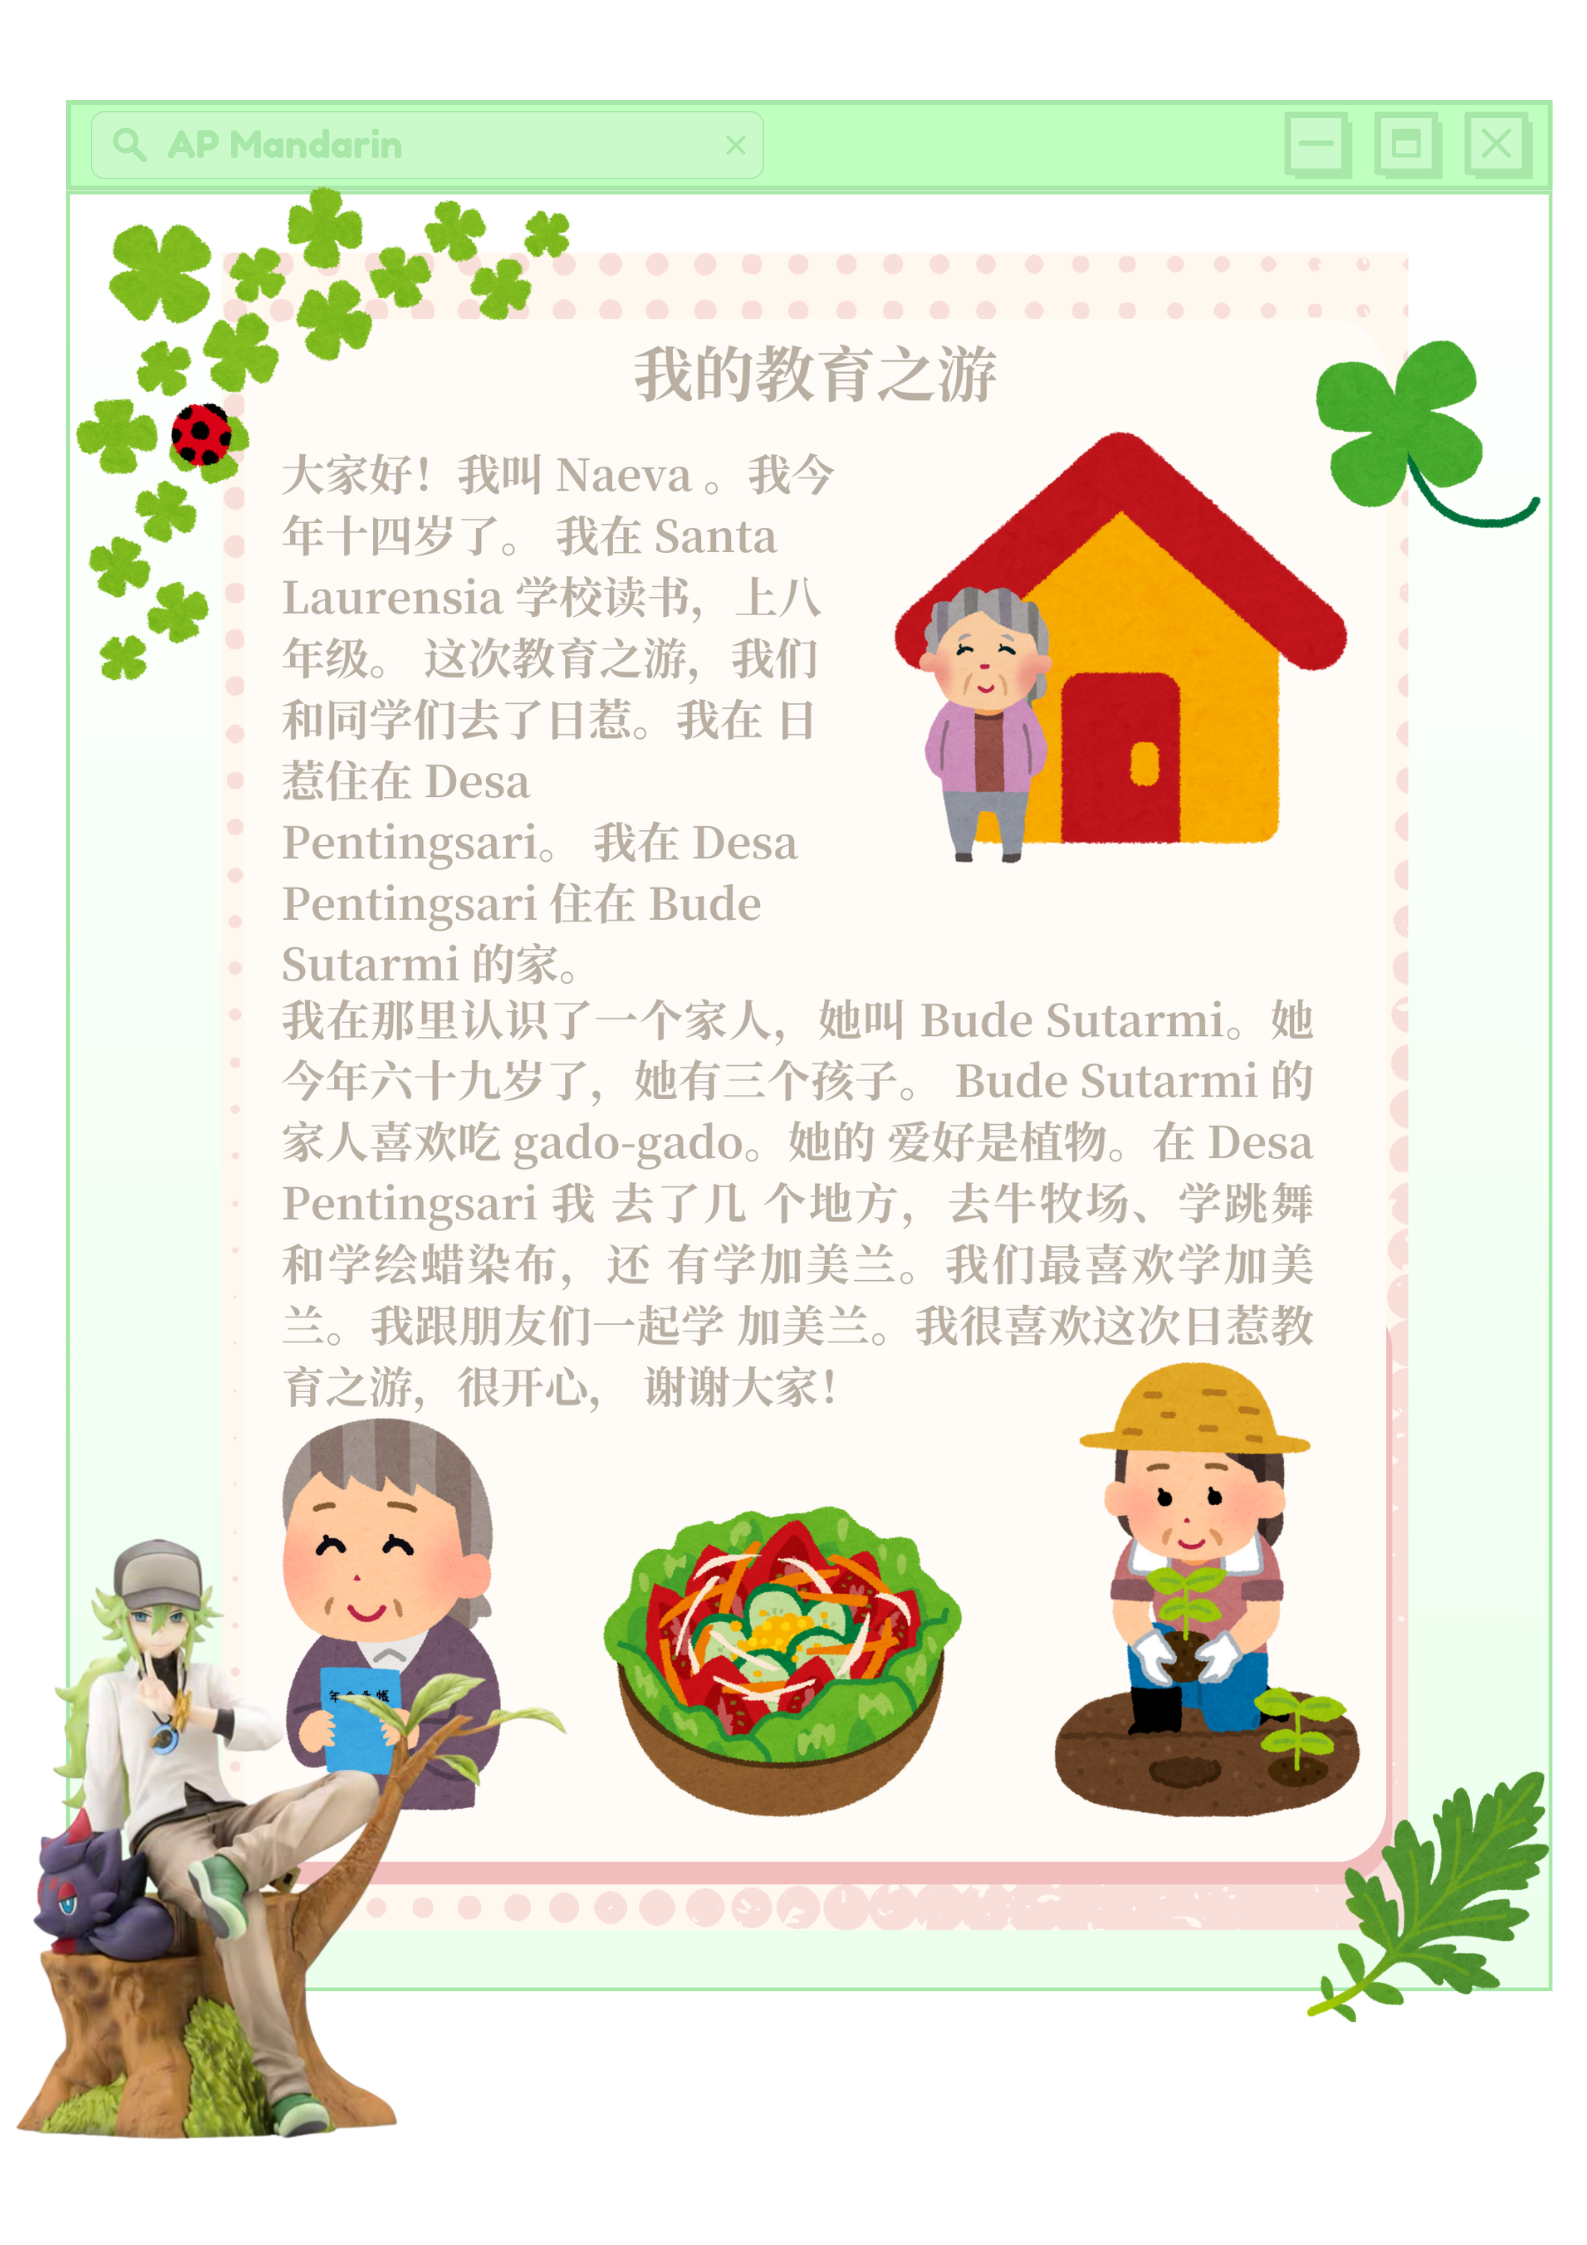 AP Mandarin
我的教育之游
大家好！我叫 Naeva 。我今
年十四岁了。 我在 Santa
Laurensia 学校读书，上八
年级。 这次教育之游，我们
和同学们去了日惹。我在 日
惹住在 Desa
Pentingsari。 我在 Desa
Pentingsari 住在 Bude
Sutarmi 的家。
我在那里认识了一个家人，她叫 Bude Sutarmi。她
今年六十九岁了，她有三个孩子。 Bude Sutarmi 的
家人喜欢吃 gado-gado。她的 爱好是植物。在 Desa
Pentingsari 我 去了几 个地方，去牛牧场、学跳舞
和学绘蜡染布，还 有学加美兰。我们最喜欢学加美
兰。我跟朋友们一起学 加美兰。我很喜欢这次日惹教
育之游，很开心， 谢谢大家！